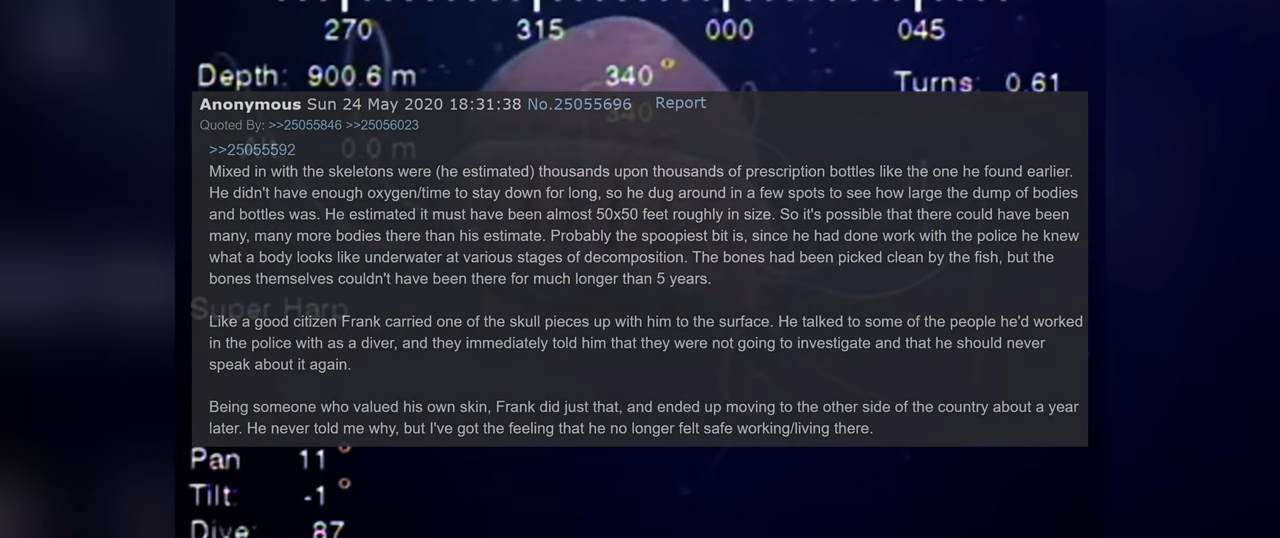 270 315 000 045
Depth: 900.6 m 340° Turns: 0.61
Anonymous Sun 24 May 2020 18:31:38 No.25055696 Report
340
Quoted By: >>25055846 >>25056023
>>25055592 0.0 m
Mixed in with the skeletons were (he estimated) thousands upon thousands of prescription bottles like the one he found earlier.
He didn't have enough oxygen/time to stay down for long, so he dug around in a few spots to see how large the dump of bodies
and bottles was. He estimated it must have been almost 50x50 feet roughly in size. So it's possible that there could have been
many, many more bodies there than his estimate. Probably the spoopiest bit is, since he had done work with the police he knew
what a body looks like underwater at various stages of decomposition. The bones had been picked clean by the fish, but the
bones themselves couldn't have been there for much longer than 5 years.
Super Harp
Like a good citizen Frank carried one of the skull pieces up with him to the surface. He talked to some of the people he'd worked
in the police with as a diver, and they immediately told him that they were not going to investigate and that he should never
speak about it again.
Being someone who valued his own skin, Frank did just that, and ended up moving to the other side of the country about a year
later. He never told me why, but I've got the feeling that he no longer felt safe working/living there.
Pan 11°
Tilt: -1°
Dive: 87